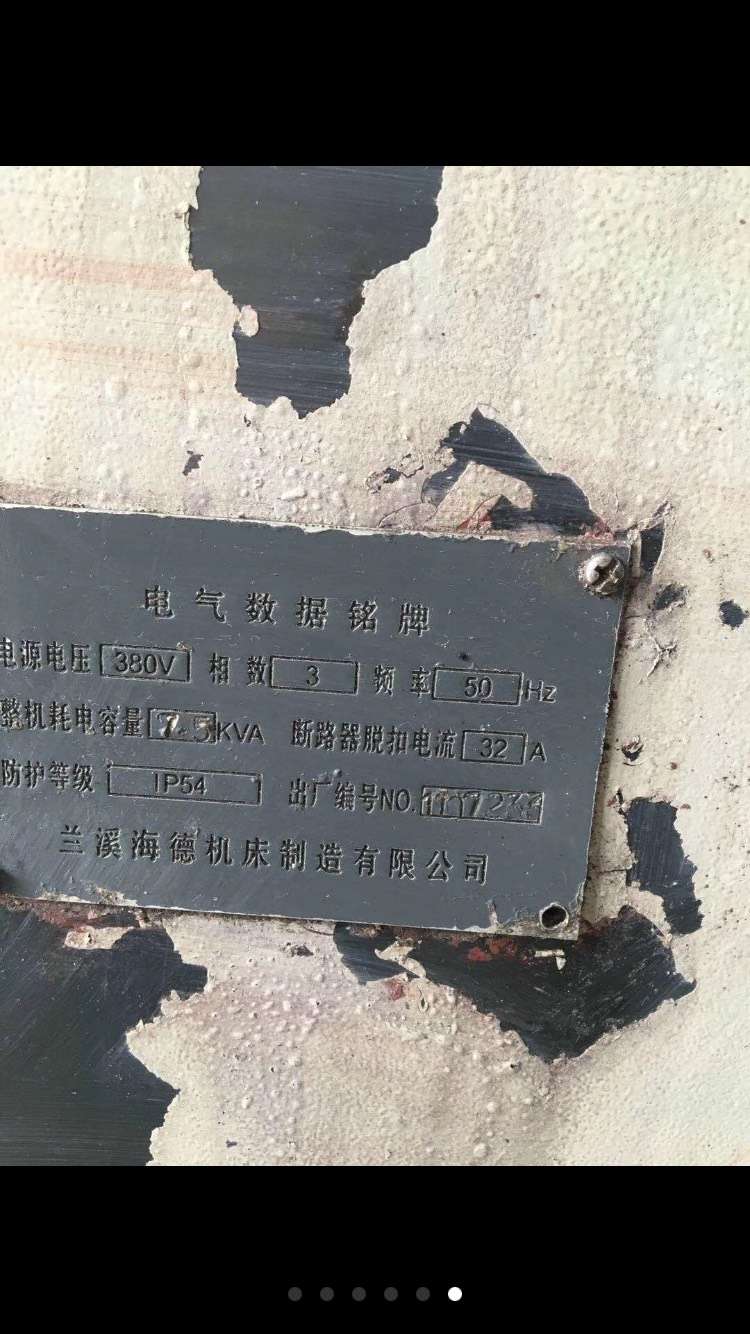 电气数据铭牌
电源电压 380V 相数 3 频率 50 Hz
整机耗电容量 7.5 KVA 断路器脱扣电流 32 A
防护等级 IP54 出厂编号NO.
兰溪海德机床制造有限公司